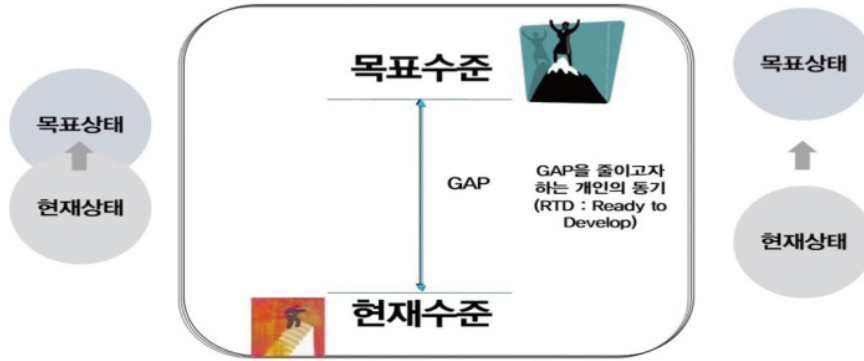 목표상태
현재상태
목표수준
GAP
GAP을 줄이고자
하는 개인의 동기
(RTD : Ready to
Develop)
현재수준
목표상태
현재상태